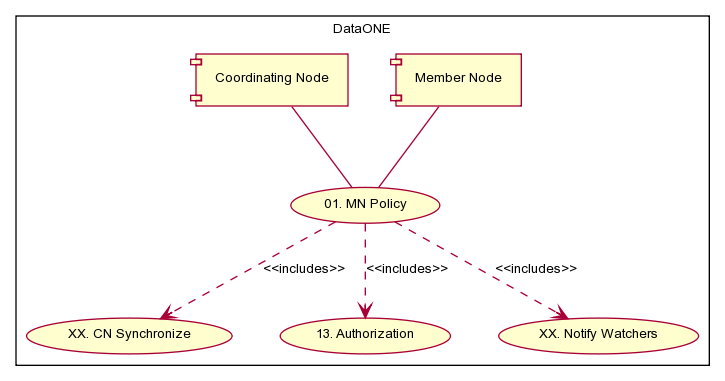 DataONE
Coordinating Node
Member Node
01. MN Policy
<<includes>>
<<includes>>
<<includes>>
XX. CN Synchronize
13. Authorization
XX. Notify Watchers